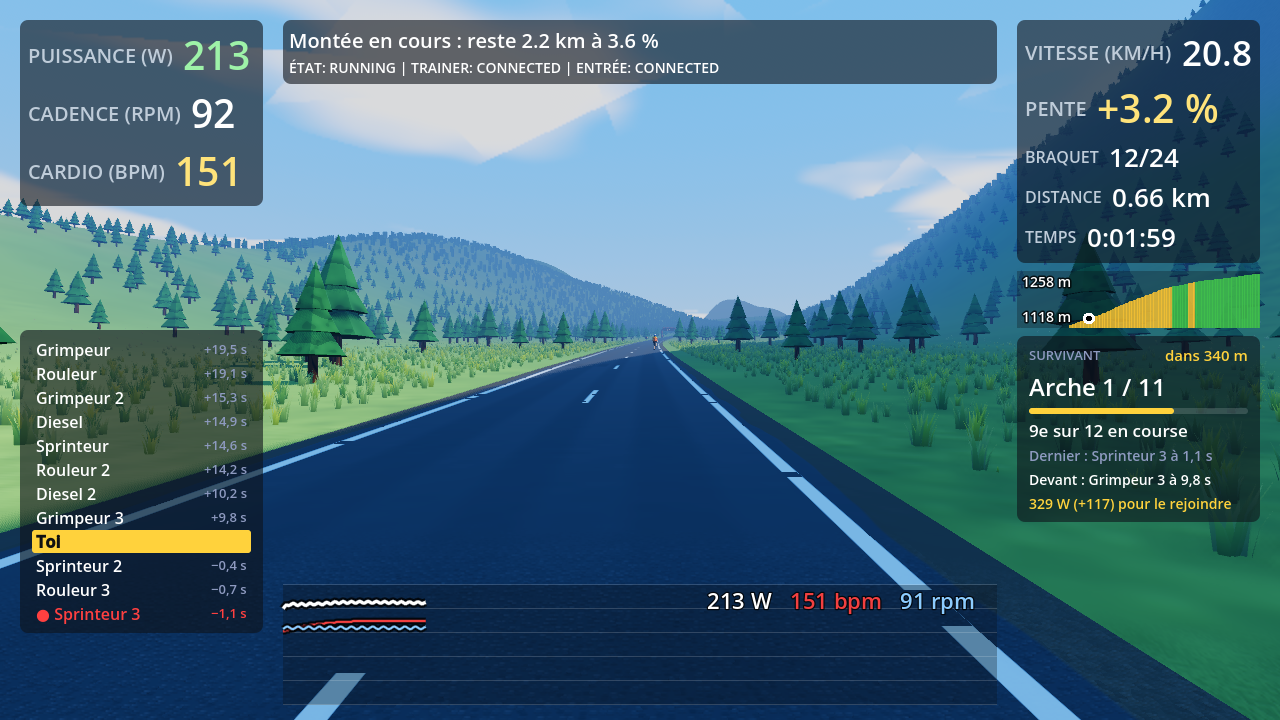 PUISSANCE (W) 213
CADENCE (RPM) 92
CARDIO (BPM) 151
Montée en cours : reste 2.2 km à 3.6 %
ÉTAT: RUNNING | TRAINER: CONNECTED | ENTRÉE: CONNECTED
VITESSE (KM/H) 20.8
PENTE +3.2 %
BRAQUET 12/24
DISTANCE 0.66 km
TEMPS 0:01:59
1258 m
1118 m
SURVIVANT dans 340 m
Arche 1 / 11
9e sur 12 en course
Dernier : Sprinteur 3 à 1,1 s
Devant : Grimpeur 3 à 9,8 s
329 W (+117) pour le rejoindre
Grimpeur +19,5 s
Rouleur +19,1 s
Grimpeur 2 +15,3 s
Diesel +14,9 s
Sprinteur +14,6 s
Rouleur 2 +14,2 s
Diesel 2 +10,2 s
Grimpeur 3 +9,8 s
Toi
Sprinteur 2 −0,4 s
Rouleur 3 −0,7 s
Sprinteur 3 −1,1 s
213 W 151 bpm 91 rpm